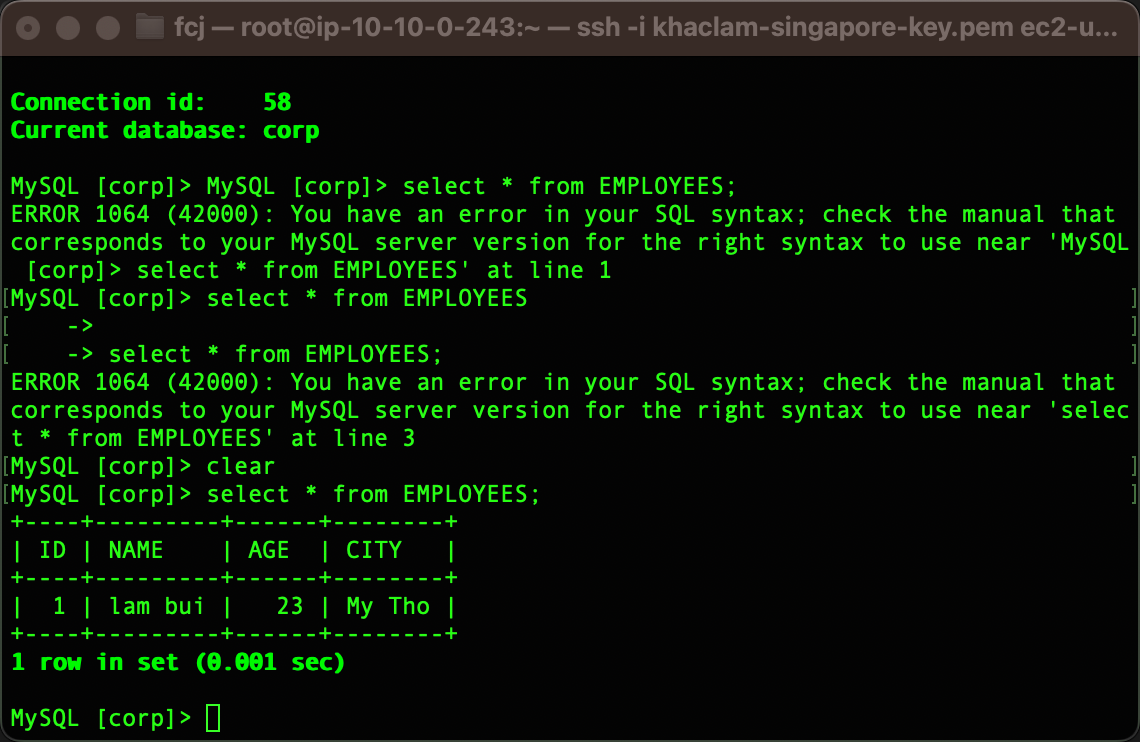 fcj — root@ip-10-10-0-243:~ — ssh -i khaclam-singapore-key.pem ec2-u...
Connection id:    58
Current database: corp
MySQL [corp]> MySQL [corp]> select * from EMPLOYEES;
ERROR 1064 (42000): You have an error in your SQL syntax; check the manual that
corresponds to your MySQL server version for the right syntax to use near 'MySQL
 [corp]> select * from EMPLOYEES' at line 1
[MySQL [corp]> select * from EMPLOYEES                                          ]
[    ->                                                                         ]
[    -> select * from EMPLOYEES;                                                ]
ERROR 1064 (42000): You have an error in your SQL syntax; check the manual that
corresponds to your MySQL server version for the right syntax to use near 'selec
t * from EMPLOYEES' at line 3
[MySQL [corp]> clear                                                            ]
[MySQL [corp]> select * from EMPLOYEES;                                         ]
+----+---------+------+--------+
| ID | NAME    | AGE  | CITY   |
+----+---------+------+--------+
|  1 | lam bui |   23 | My Tho |
+----+---------+------+--------+
1 row in set (0.001 sec)
MySQL [corp]>